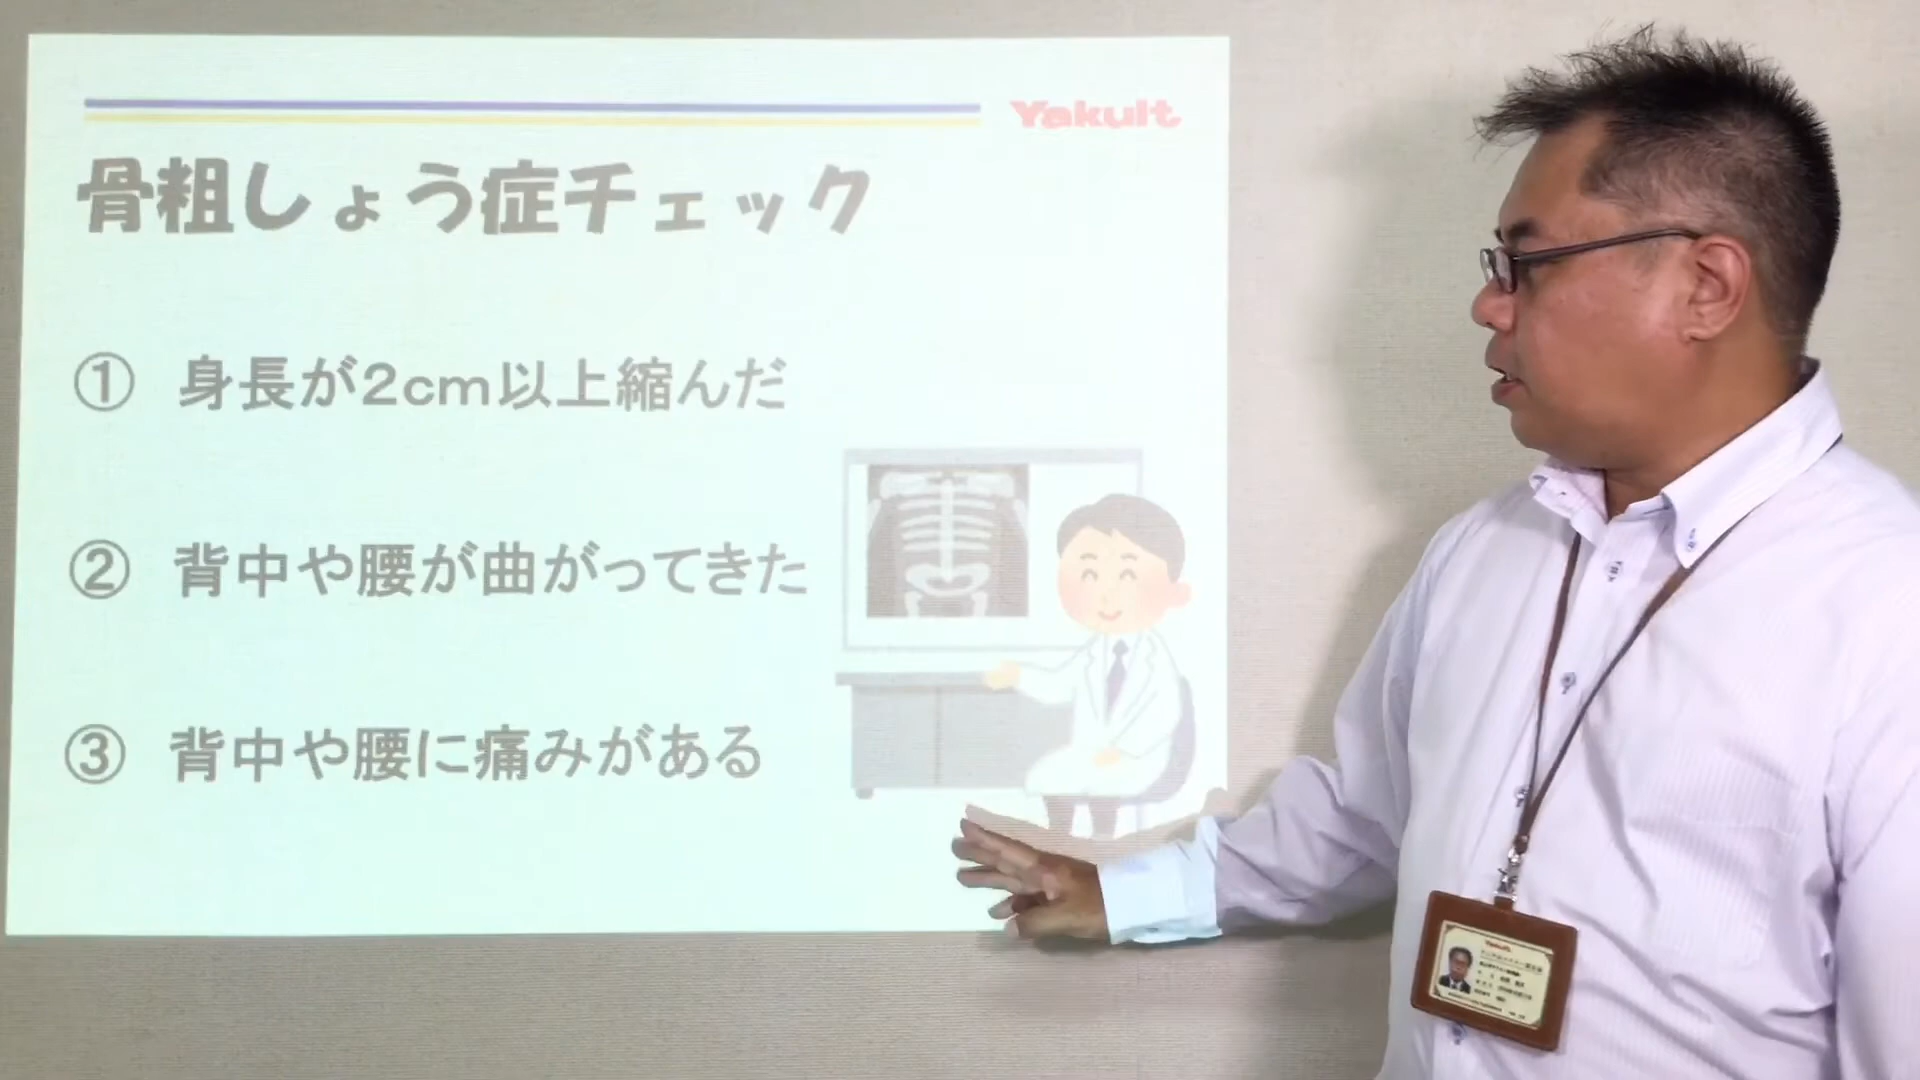 Yakult
骨粗しょう症チェック
① 身長が2cm以上縮んだ
② 背中や腰が曲がってきた
③ 背中や腰に痛みがある
Yakult